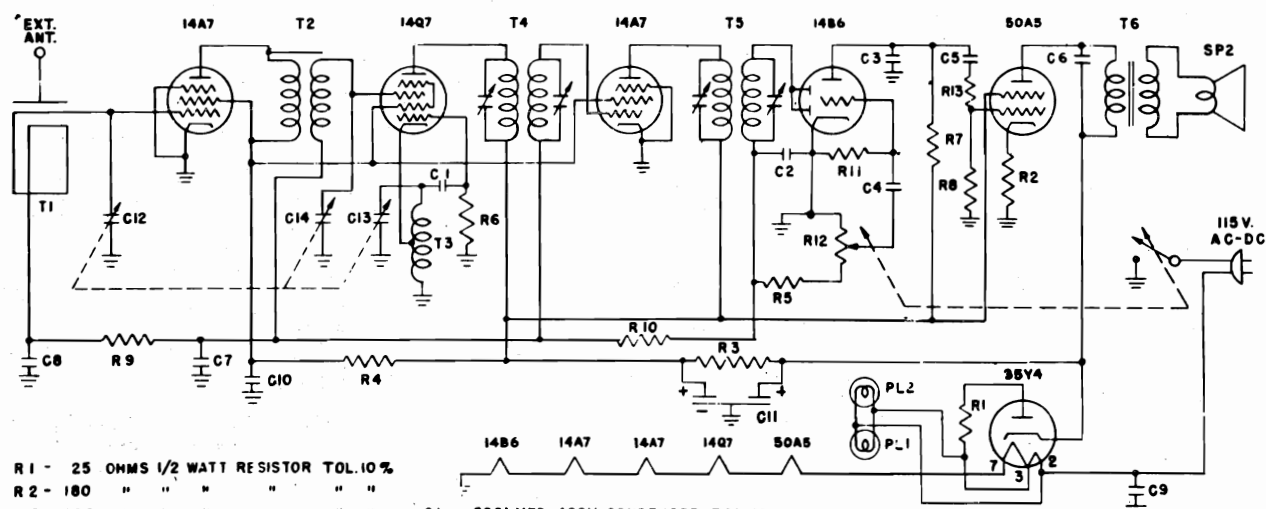 EXT. ANT.
14A7
T2
14Q7
T4
14A7
T5
14B6
50A5
T6
SP2
C3
C5
C6
R13
R7
R8
R2
C2
R11
C4
C1
R6
T1
C12
C14
C13
T3
R12
R5
115 V.
AC-DC
C8
R9
C7
R10
R3
C10
R4
+
+
C11
35Y4
PL2
PL1
R1
7
3
2
C9
14B6
14A7
14A7
14Q7
50A5
R1 - 25 OHMS 1/2 WATT RESISTOR TOL. 10%
R2 - 180 " " " " " "